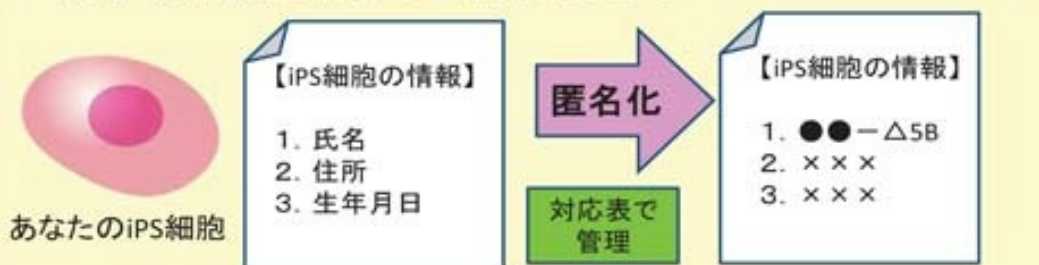 あなたのiPS細胞
【iPS細胞の情報】
1. 氏名
2. 住所
3. 生年月日
匿名化
対応表で
管理
【iPS細胞の情報】
1. ●●－△5B
2. ×××
3. ×××